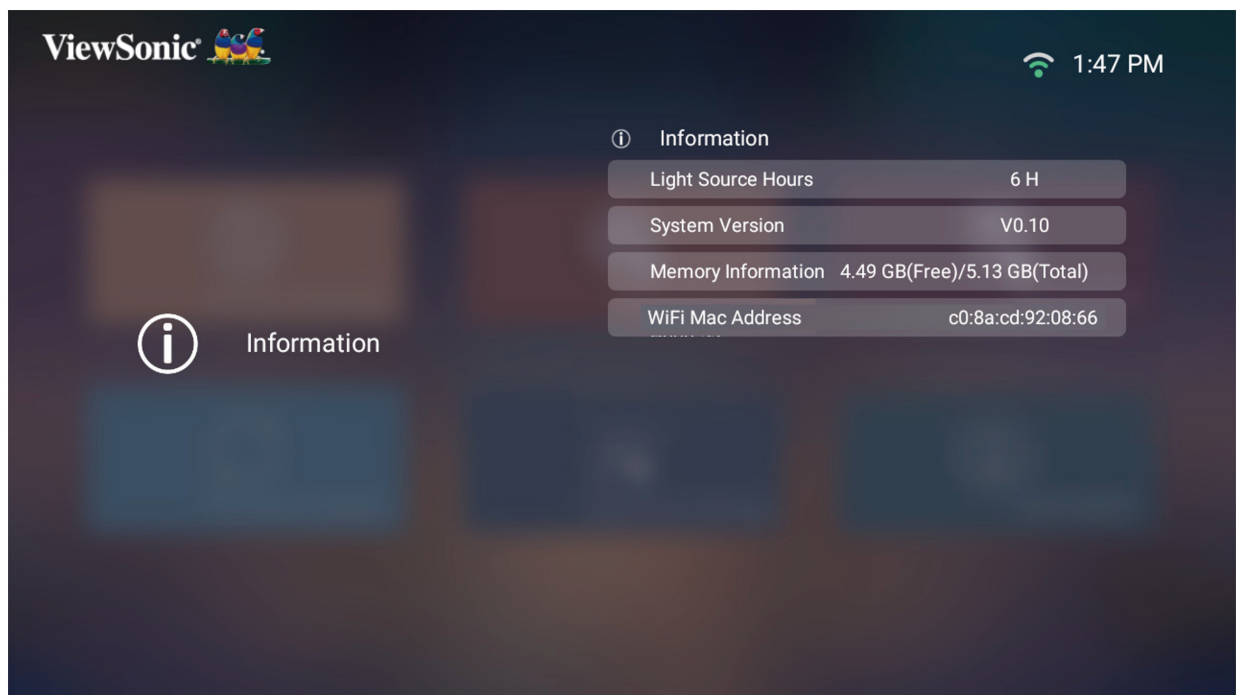 ViewSonic®
1:47 PM
Information
Light Source Hours 6 H
System Version V0.10
Memory Information 4.49 GB(Free)/5.13 GB(Total)
WiFi Mac Address c0:8a:cd:92:08:66
Information